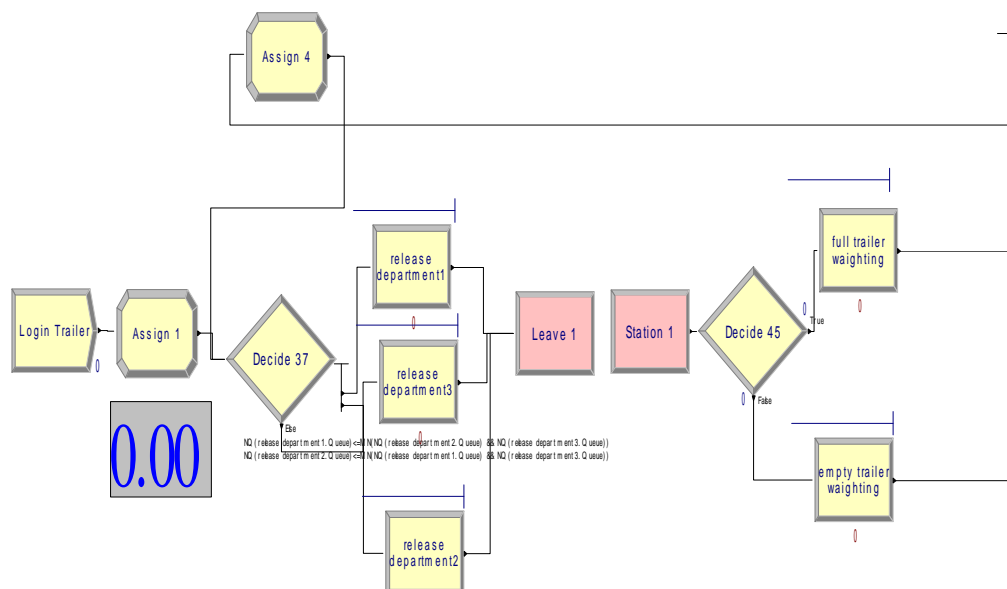 Assign 4
release
department1
full trailer
waighting
0
True
0
Login Trailer
0
Assign 1
Decide 37
0
release
department3
Leave 1
Station 1
Decide 45
0
False
Else
0
NQ(release department1.Queue)<=MIN(NQ(release department2.Queue) && NQ(release department3.Queue))
NQ(release department2.Queue)<=MIN(NQ(release department1.Queue) && NQ(release department3.Queue))
0.00
empty trailer
waighting
0
release
department2